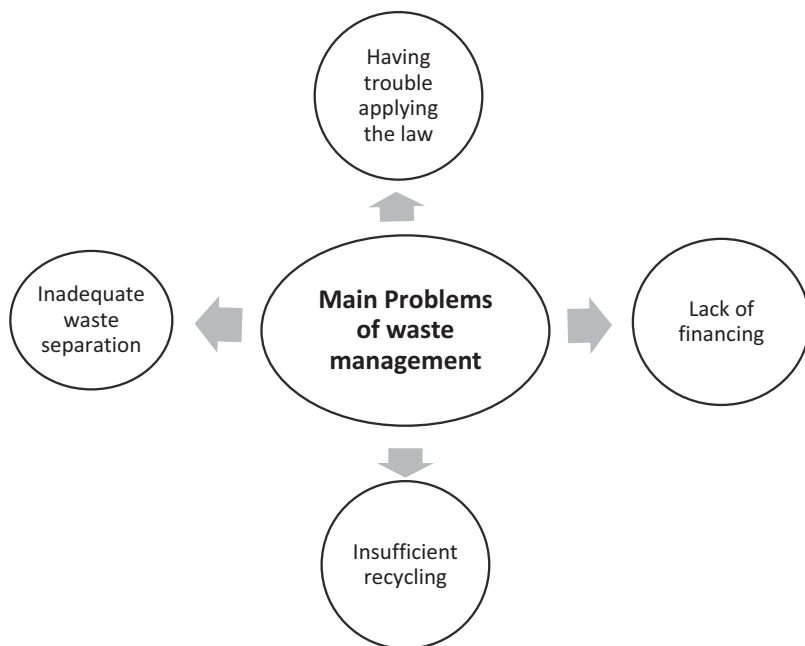 Having
trouble
applying
the law
Inadequate
waste
separation
Main Problems
of waste
management
Lack of
financing
Insufficient
recycling